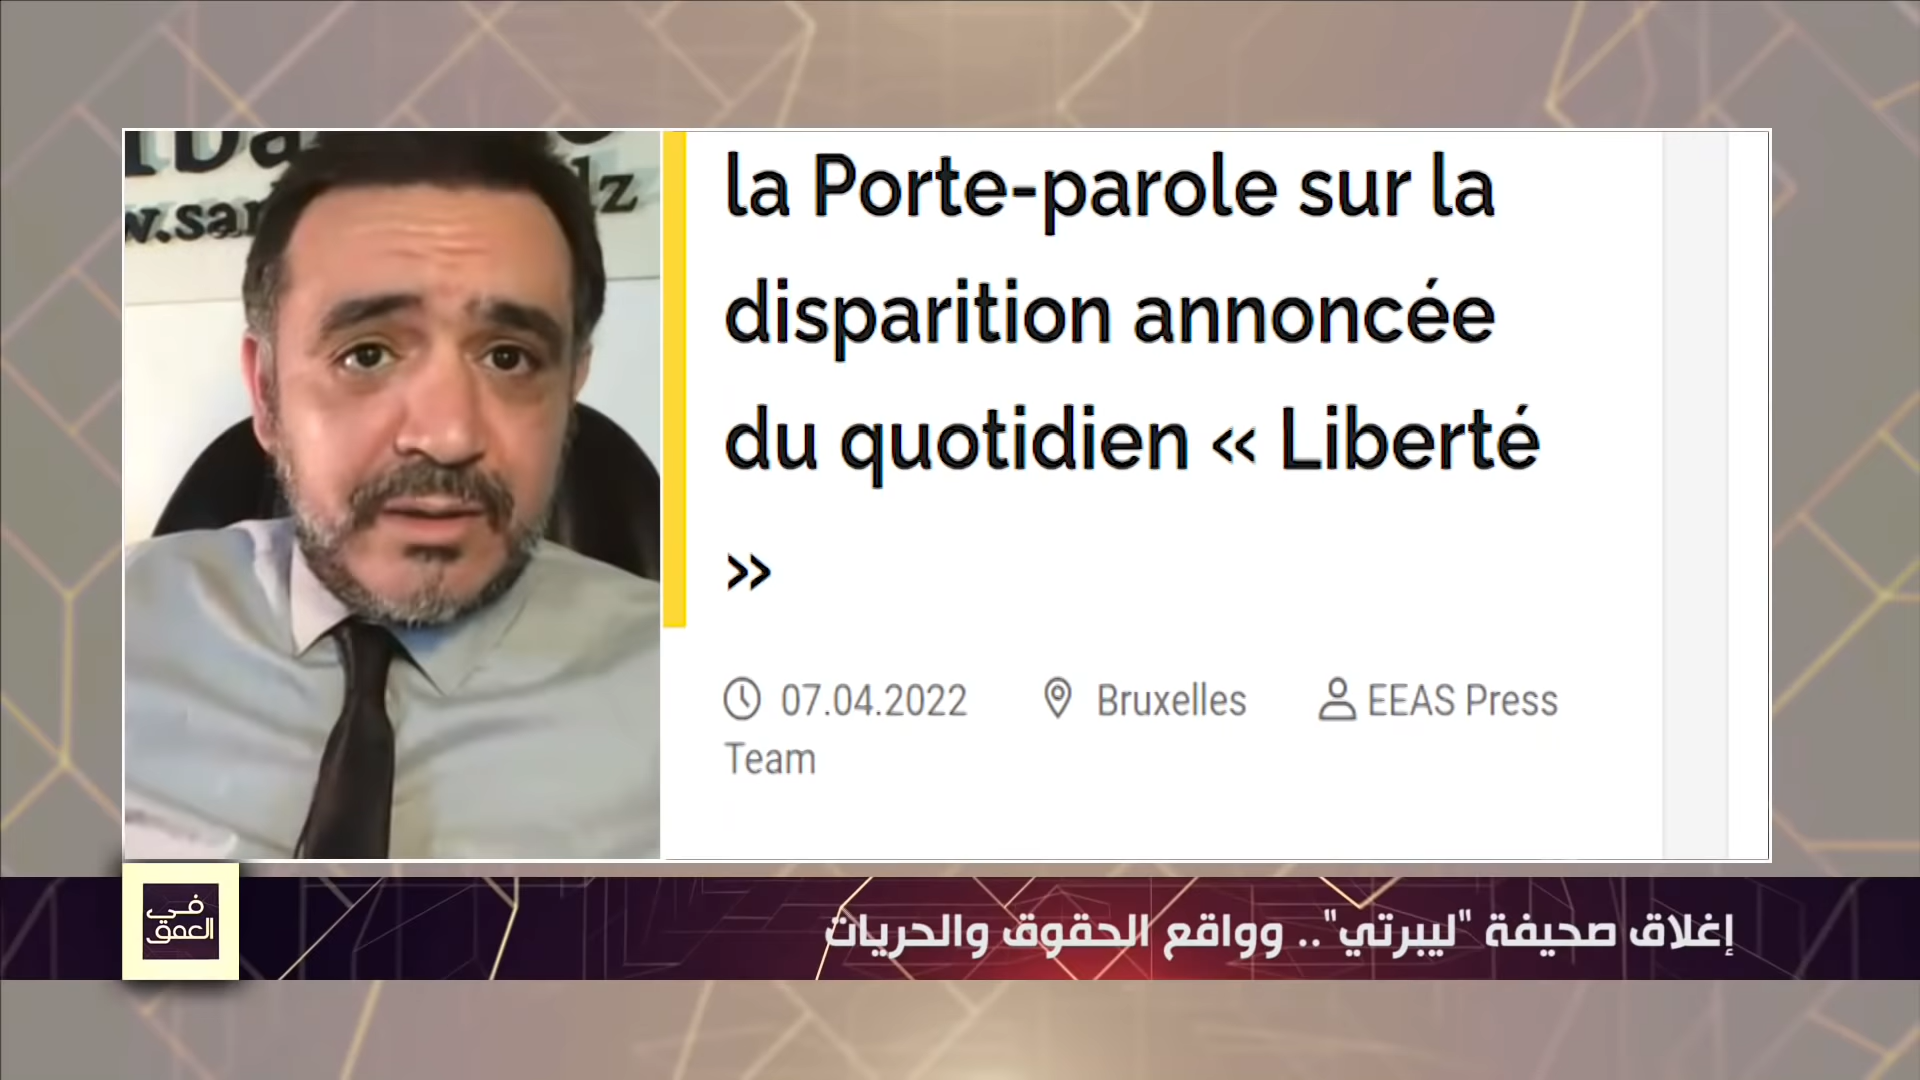 la Porte-parole sur la
disparition annoncée
du quotidien « Liberté
»
07.04.2022 Bruxelles EEAS Press
Team
إغلاق صحيفة "ليبرتي" .. وواقع الحقوق والحريات
في
العمق